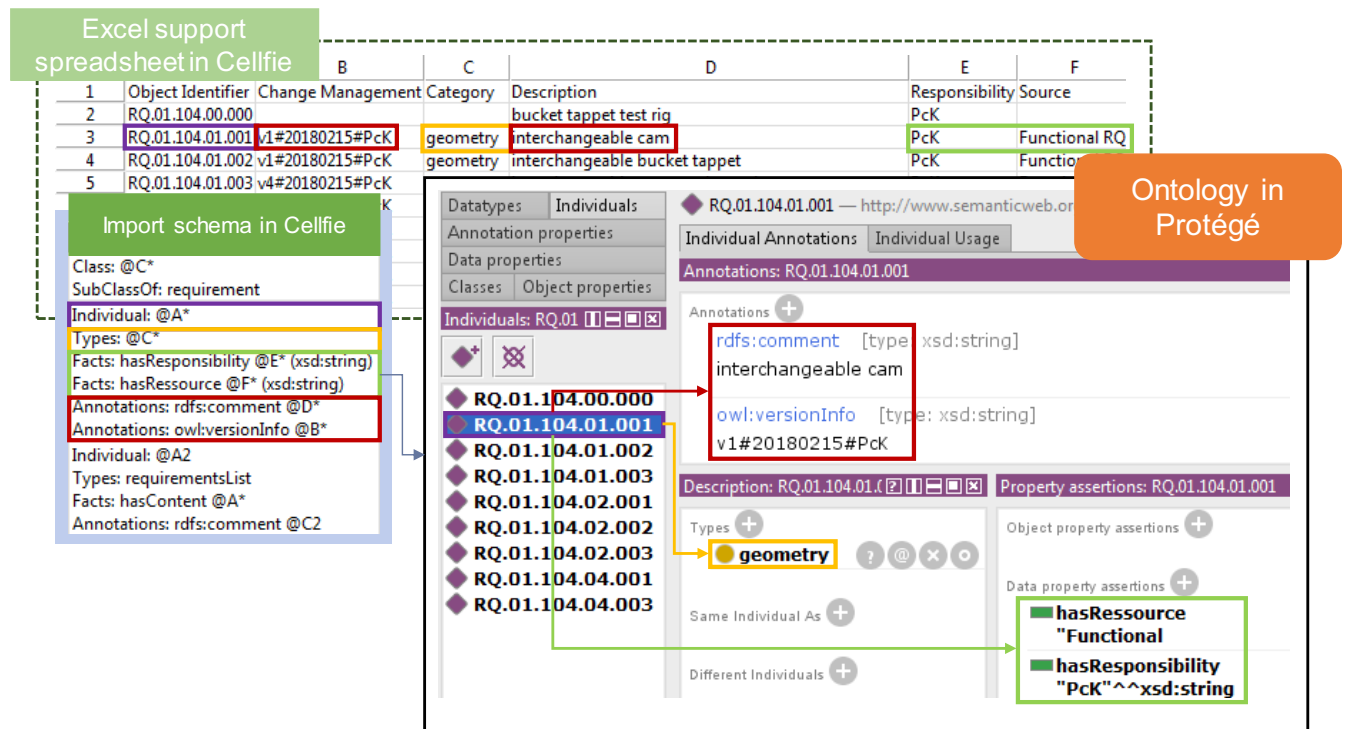 Excel support
spreadsheet in Cellfie
B C D E F
1 Object Identifier Change Management Category Description Responsibility Source
2 RQ.01.104.00.000 bucket tappet test rig PcK
3 RQ.01.104.01.001 v1#20180215#PcK geometry interchangeable cam PcK Functional RQ
4 RQ.01.104.01.002 v1#20180215#PcK geometry interchangeable bucket tappet PcK
5 RQ.01.104.01.003 v4#20180215#PcK
Import schema in Cellfie
Class: @C*
SubClassOf: requirement
Individual: @A*
Types: @C*
Facts: hasResponsibility @E* (xsd:string)
Facts: hasRessource @F* (xsd:string)
Annotations: rdfs:comment @D*
Annotations: owl:versionInfo @B*
Individual: @A2
Types: requirementsList
Facts: hasContent @A*
Annotations: rdfs:comment @C2
Ontology in
Protégé
Datatypes Individuals
Annotation properties
Data properties
Classes Object properties
Individuals: RQ.01
RQ.01.104.00.000
RQ.01.104.01.001
RQ.01.104.01.002
RQ.01.104.01.003
RQ.01.104.02.001
RQ.01.104.02.002
RQ.01.104.02.003
RQ.01.104.04.001
RQ.01.104.04.003
RQ.01.104.01.001 — http://www.semanticweb.or
Individual Annotations Individual Usage
Annotations: RQ.01.104.01.001
Annotations
rdfs:comment [type: xsd:string]
interchangeable cam
owl:versionInfo [type: xsd:string]
v1#20180215#PcK
Description: RQ.01.104.01.(
Types
geometry
Same Individual As
Different Individuals
Property assertions: RQ.01.104.01.001
Object property assertions
Data property assertions
hasRessource
"Functional
hasResponsibility
"PcK"^^xsd:string